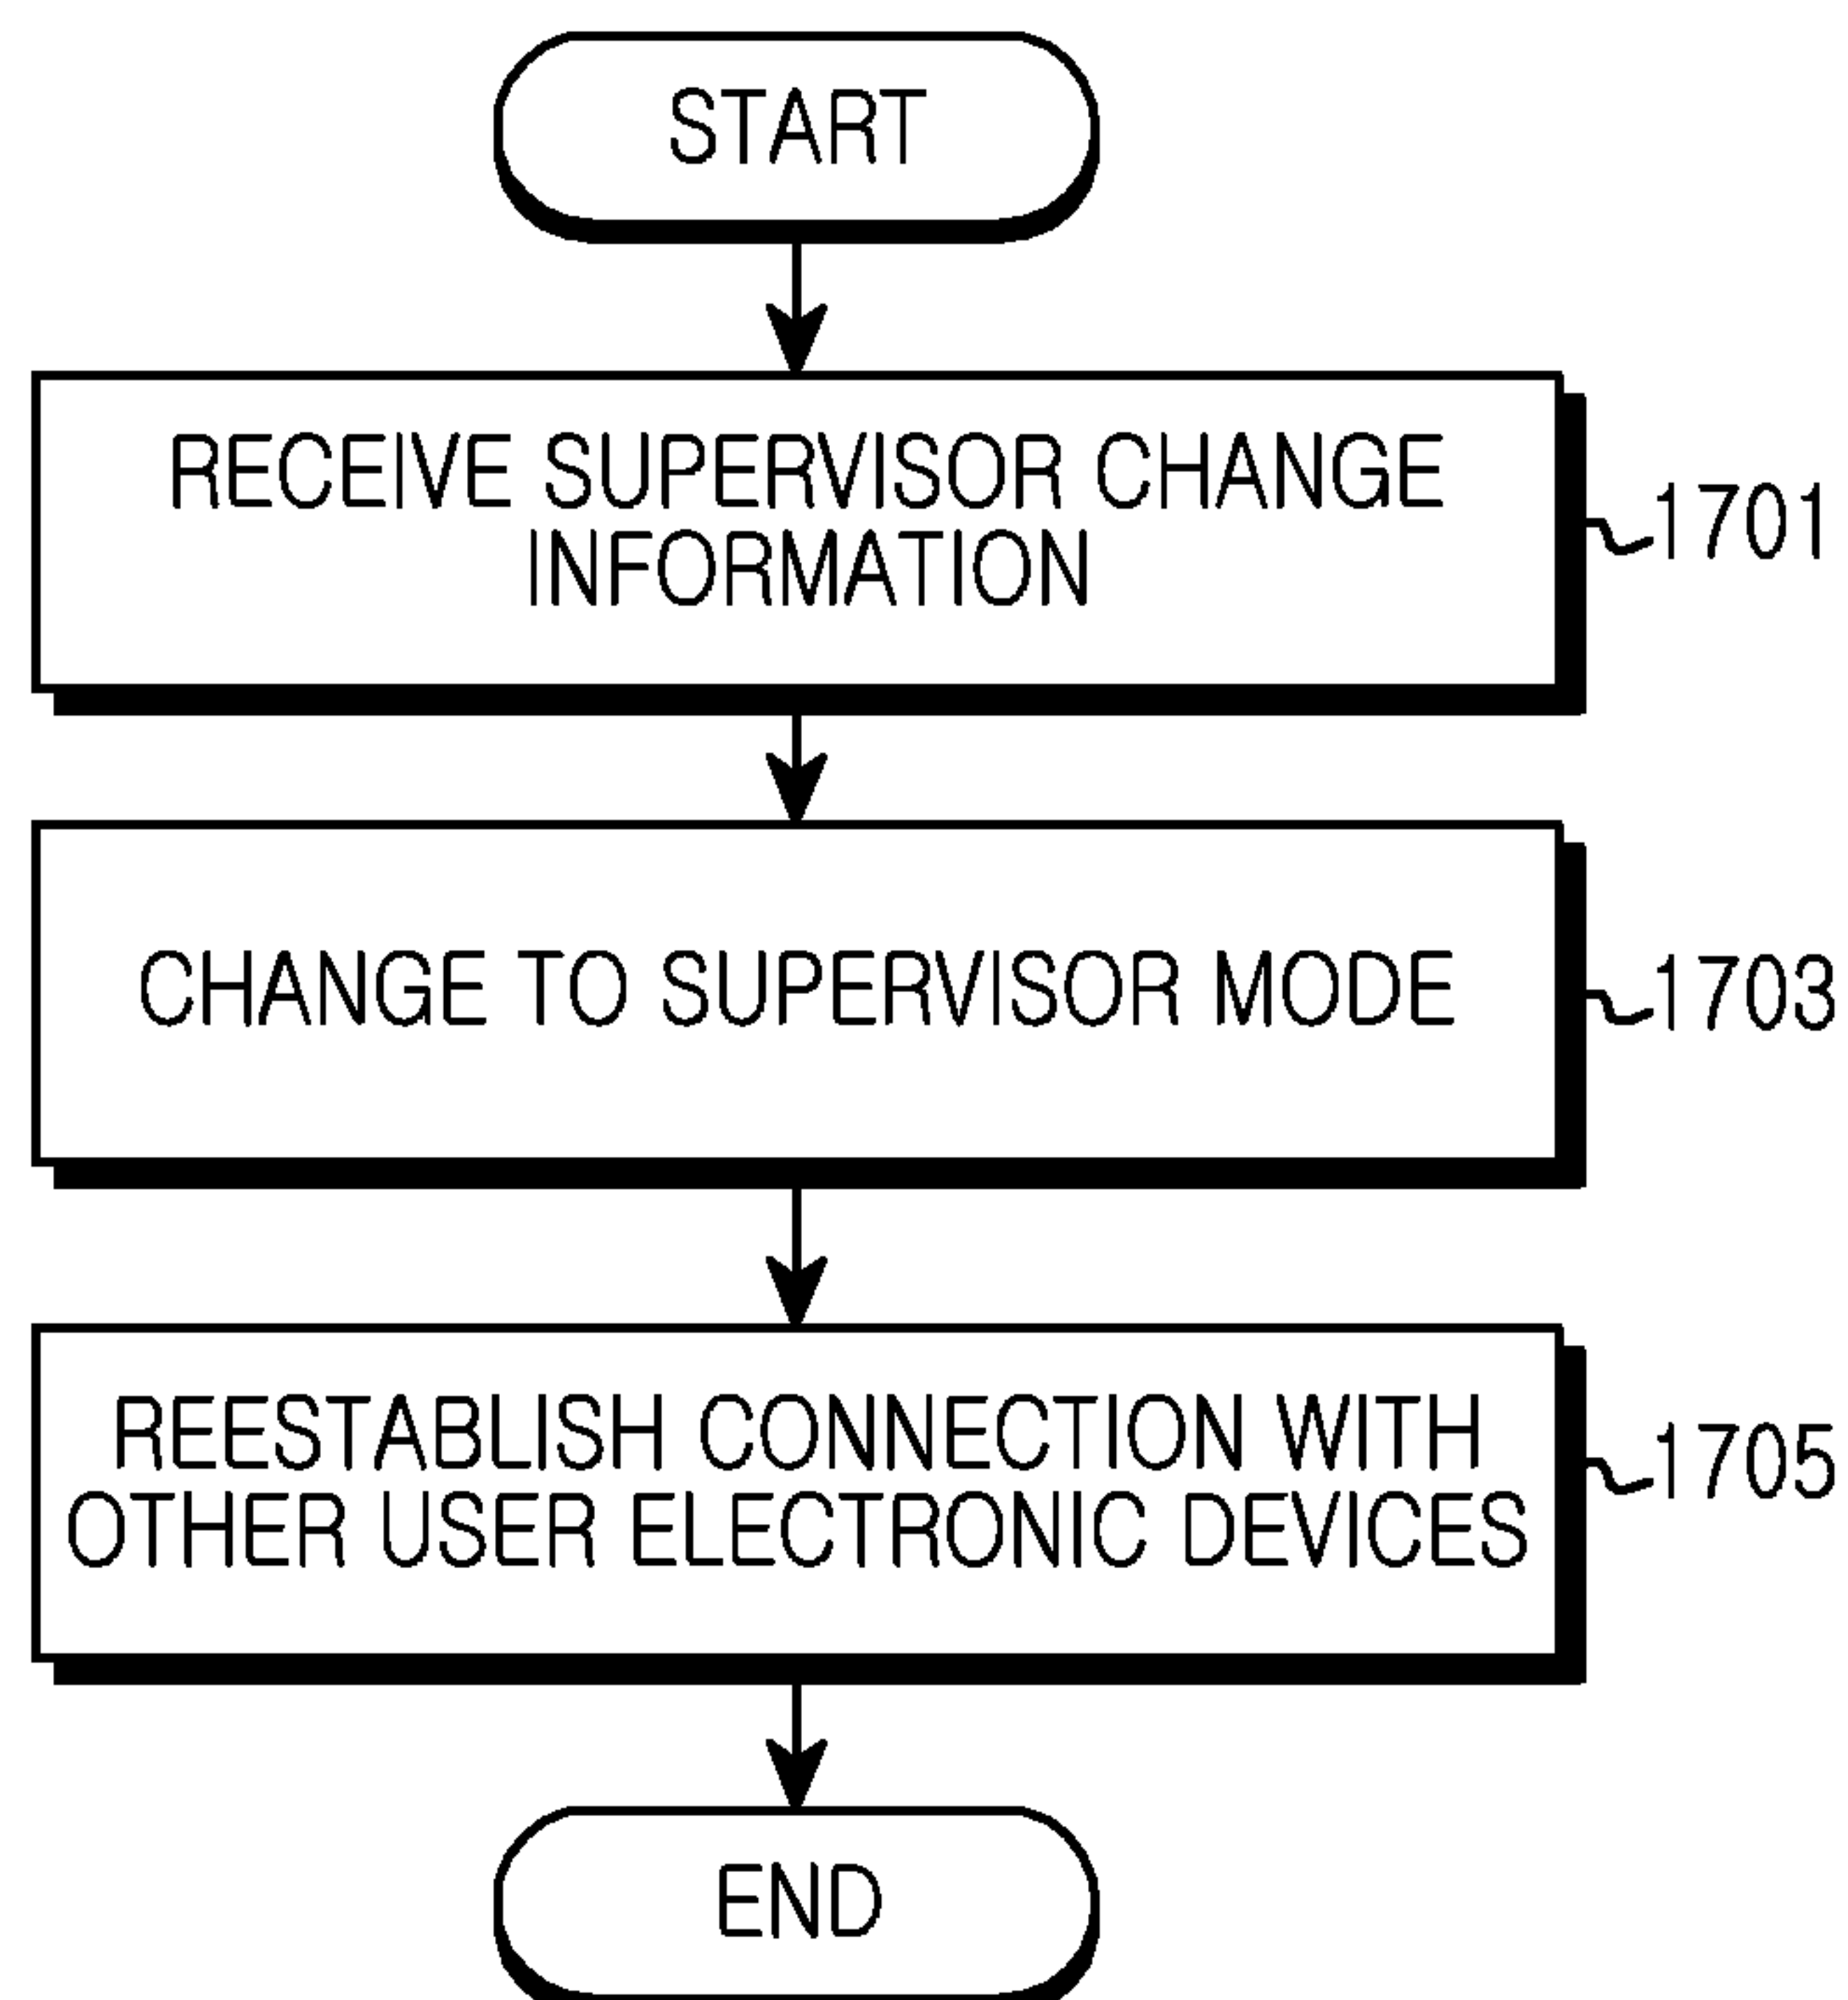 START
RECEIVE SUPERVISOR CHANGE
INFORMATION
1701
CHANGE TO SUPERVISOR MODE
1703
REESTABLISH CONNECTION WITH
OTHER USER ELECTRONIC DEVICES
1705
END